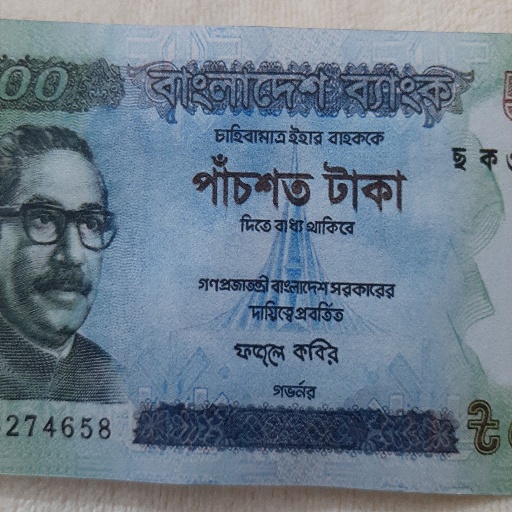 00
বাংলাদেশ ব্যাংক
চাহিবামাত্র ইহার বাহককে
ছ ক
পাঁচশত টাকা
দিতে বাধ্য থাকিবে
গণপ্রজাতন্ত্রী বাংলাদেশ সরকারের
দায়িত্বে প্রবর্তিত
ফজলে কবির
গভর্নর
274658
৳